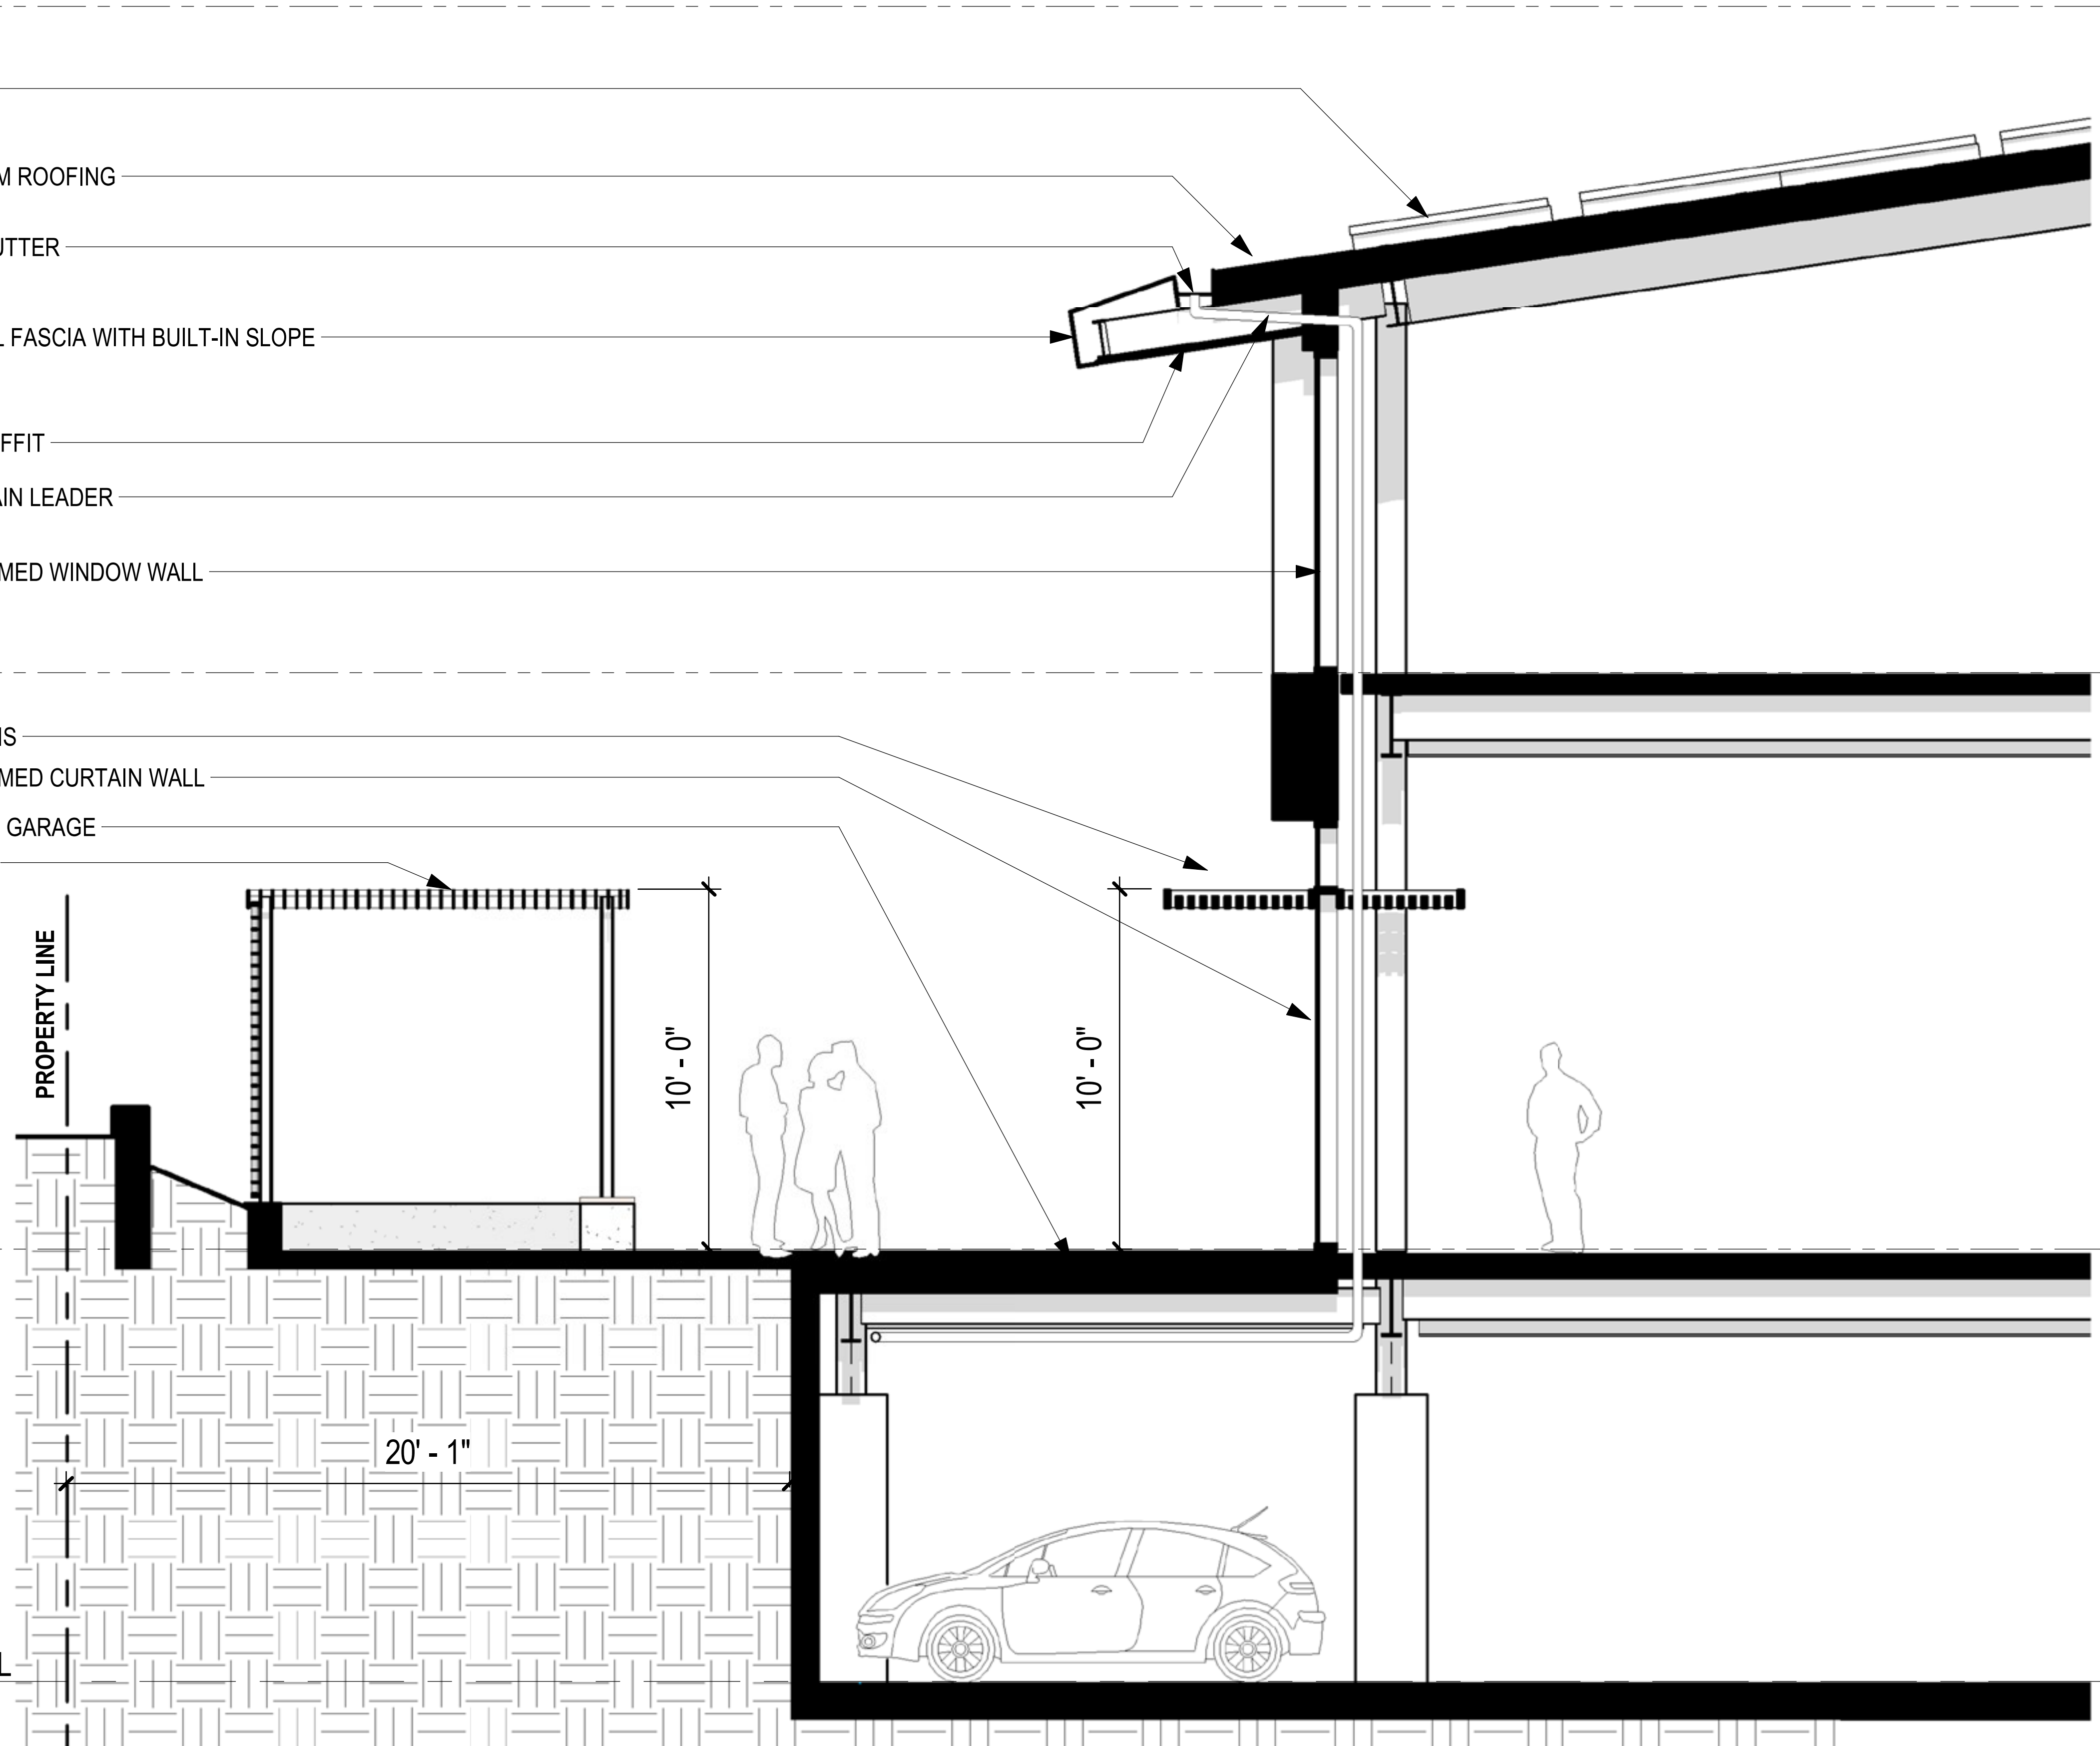 M ROOFING
UTTER
L FASCIA WITH BUILT-IN SLOPE
FFIT
AIN LEADER
MED WINDOW WALL
NS
MED CURTAIN WALL
GARAGE
PROPERTY LINE
10' - 0"
10' - 0"
20' - 1"
L